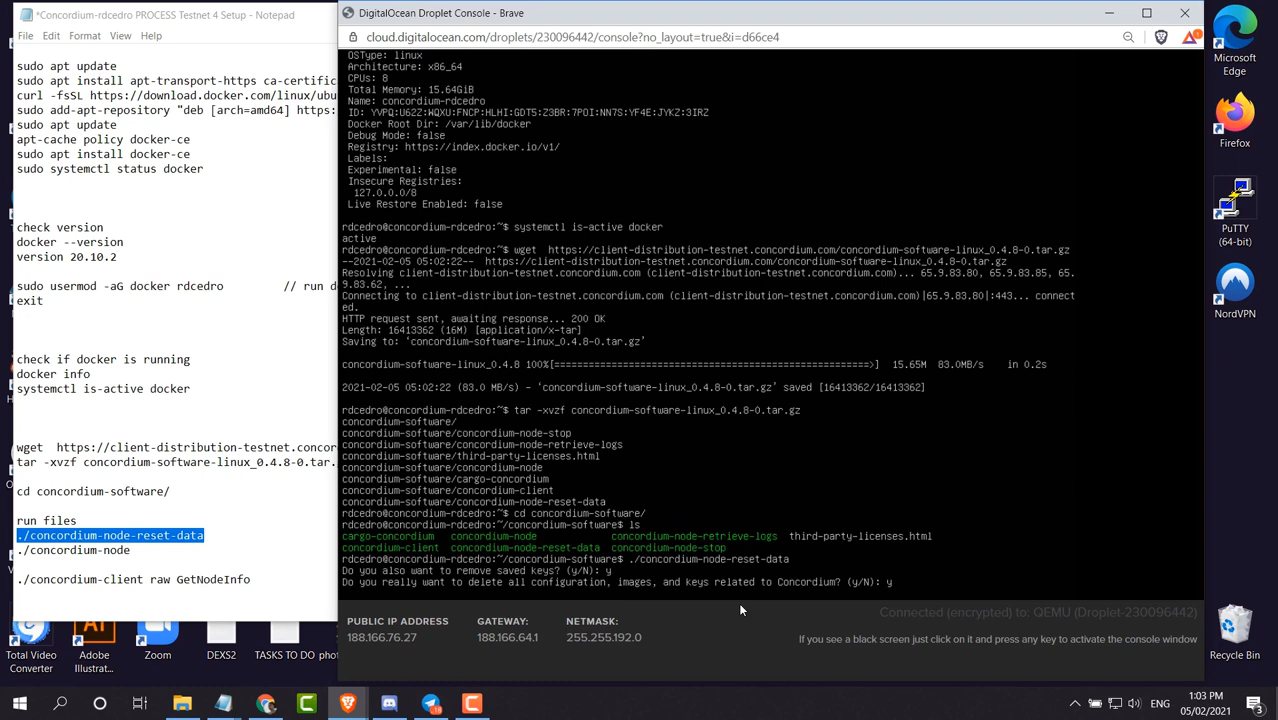 *Concordium-rdcedro PROCESS Testnet 4 Setup - Notepad
File Edit Format View Help
sudo apt update
sudo apt install apt-transport-https ca-certific
curl -fsSL https://download.docker.com/linux/ubu
sudo add-apt-repository "deb [arch=amd64] https:
sudo apt update
apt-cache policy docker-ce
sudo apt install docker-ce
sudo systemctl status docker
check version
docker --version
version 20.10.2
sudo usermod -aG docker rdcedro // run d
exit
check if docker is running
docker info
systemctl is-active docker
wget https://client-distribution-testnet.concor
tar -xvzf concordium-software-linux_0.4.8-0.tar.
cd concordium-software/
run files
./concordium-node-reset-data
./concordium-node
./concordium-client raw GetNodeInfo
DigitalOcean Droplet Console - Brave
cloud.digitalocean.com/droplets/230096442/console?no_layout=true&i=d66ce4
OSType: linux
Architecture: x86_64
CPUs: 8
Total Memory: 15.64GiB
Name: concordium-rdcedro
ID: YVPQ:U62Z:WQXU:FNCP:HLHI:GDT5:Z3BR:7POI:NN7S:YF4E:JYKZ:3IRZ
Docker Root Dir: /var/lib/docker
Debug Mode: false
Registry: https://index.docker.io/v1/
Labels:
Experimental: false
Insecure Registries:
127.0.0.0/8
Live Restore Enabled: false
rdcedro@concordium-rdcedro:~$ systemctl is-active docker
active
rdcedro@concordium-rdcedro:~$ wget  https://client-distribution-testnet.concordium.com/concordium-software-linux_0.4.8-0.tar.gz
--2021-02-05 05:02:22--  https://client-distribution-testnet.concordium.com/concordium-software-linux_0.4.8-0.tar.gz
Resolving client-distribution-testnet.concordium.com (client-distribution-testnet.concordium.com)... 65.9.83.80, 65.9.83.85, 65.
9.83.62, ...
Connecting to client-distribution-testnet.concordium.com (client-distribution-testnet.concordium.com)|65.9.83.80|:443... connect
ed.
HTTP request sent, awaiting response... 200 OK
Length: 16413362 (16M) [application/x-tar]
Saving to: ‘concordium-software-linux_0.4.8-0.tar.gz’
concordium-software-linux_0.4.8 100%[======================================================>]  15.65M  83.0MB/s    in 0.2s
2021-02-05 05:02:22 (83.0 MB/s) - ‘concordium-software-linux_0.4.8-0.tar.gz’ saved [16413362/16413362]
rdcedro@concordium-rdcedro:~$ tar -xvzf concordium-software-linux_0.4.8-0.tar.gz
concordium-software/
concordium-software/concordium-node-stop
concordium-software/concordium-node-retrieve-logs
concordium-software/third-party-licenses.html
concordium-software/concordium-node
concordium-software/cargo-concordium
concordium-software/concordium-client
concordium-software/concordium-node-reset-data
rdcedro@concordium-rdcedro:~$ cd concordium-software/
rdcedro@concordium-rdcedro:~/concordium-software$ ls
cargo-concordium concordium-node concordium-node-retrieve-logs third-party-licenses.html
concordium-client concordium-node-reset-data concordium-node-stop
rdcedro@concordium-rdcedro:~/concordium-software$ ./concordium-node-reset-data
Do you also want to remove saved keys? (y/N): y
Do you really want to delete all configuration, images, and keys related to Concordium? (y/N): y
PUBLIC IP ADDRESS GATEWAY: NETMASK:
188.166.76.27 188.166.64.1 255.255.192.0
Connected (encrypted) to: QEMU (Droplet-230096442)
If you see a black screen just click on it and press any key to activate the console window
Microsoft
Edge
Firefox
PuTTY
(64-bit)
NordVPN
Recycle Bin
Total Video
Converter
Adobe
Illustrat...
Zoom
DEXS2
TASKS TO DO
ENG
1:03 PM
05/02/2021
3